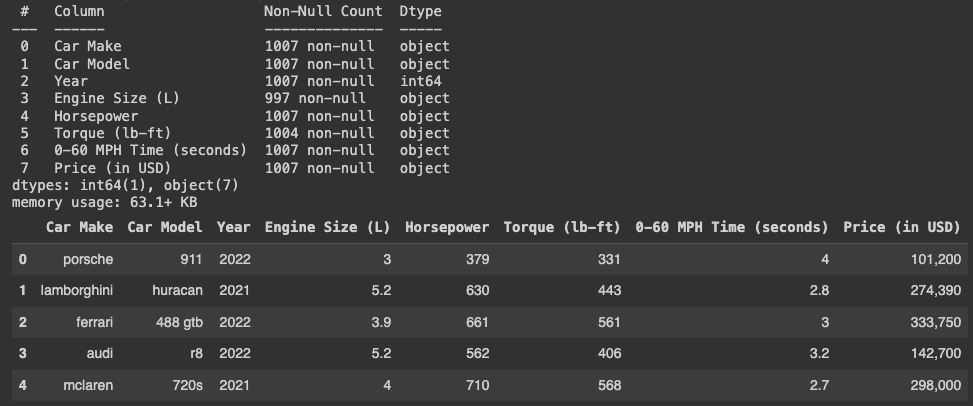 #   Column                  Non-Null Count  Dtype
---  ------                  --------------  -----
0   Car Make                1007 non-null   object
1   Car Model               1007 non-null   object
2   Year                    1007 non-null   int64
3   Engine Size (L)         997 non-null    object
4   Horsepower              1007 non-null   object
5   Torque (lb-ft)          1004 non-null   object
6   0-60 MPH Time (seconds)  1007 non-null   object
7   Price (in USD)          1007 non-null   object
dtypes: int64(1), object(7)
memory usage: 63.1+ KB
Car Make Car Model Year Engine Size (L) Horsepower Torque (lb-ft) 0-60 MPH Time (seconds) Price (in USD)
0 porsche 911 2022 3 379 331 4 101,200
1 lamborghini huracan 2021 5.2 630 443 2.8 274,390
2 ferrari 488 gtb 2022 3.9 661 561 3 333,750
3 audi r8 2022 5.2 562 406 3.2 142,700
4 mclaren 720s 2021 4 710 568 2.7 298,000